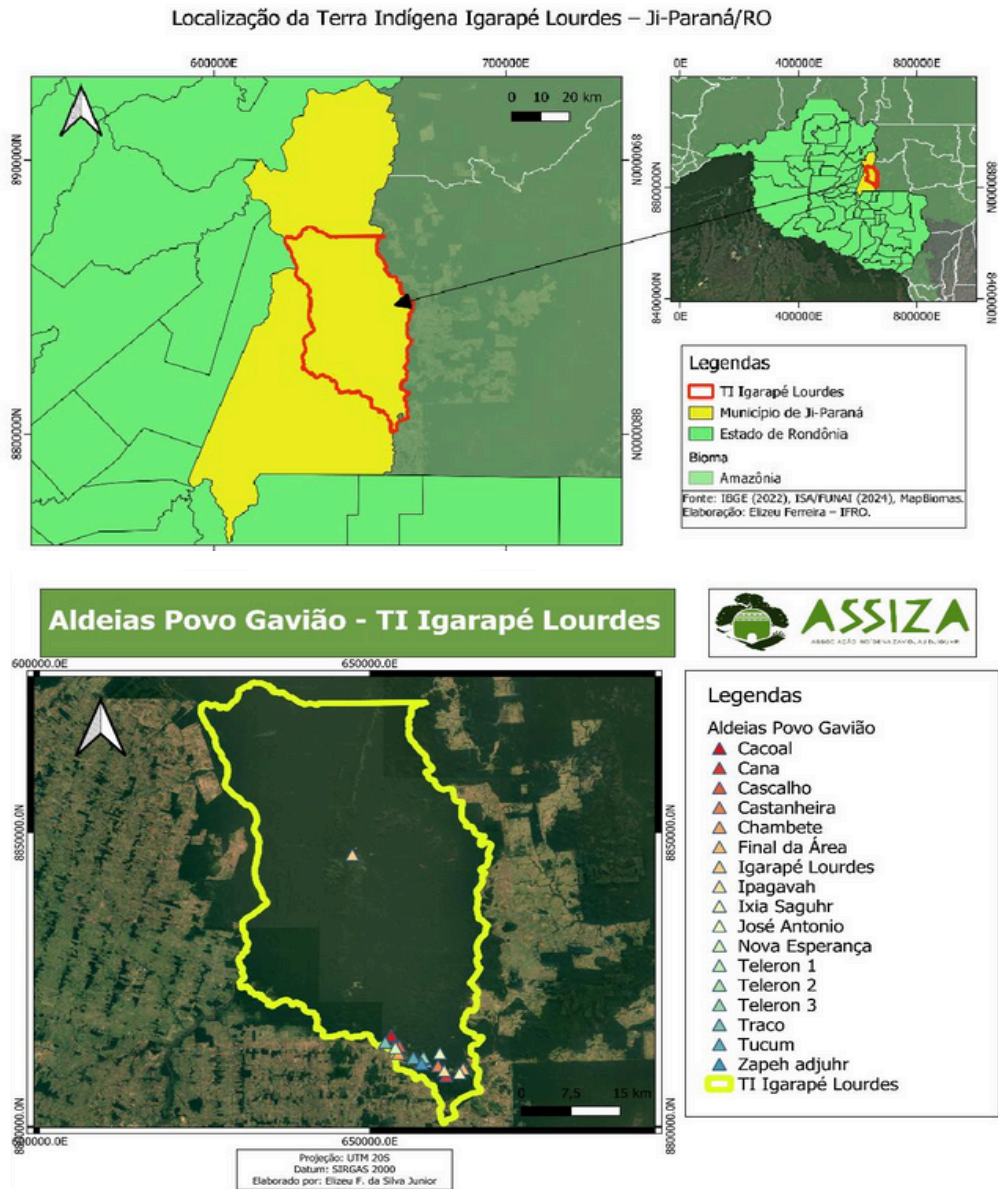 Localização da Terra Indígena Igarapé Lourdes – Ji-Paraná/RO
600000E
700000E
0 10 20 km
8900000N
8900000N
8800000N
8800000N
0E
400000E
800000E
8800000N
8800000N
8400000N
8400000N
0E
400000E
800000E
600000E
700000E
Legendas
TI Igarapé Lourdes
Município de Ji-Paraná
Estado de Rondônia
Bioma
Amazônia
Fonte: IBGE (2022), ISA/FUNAI (2024), MapBiomas.
Elaboração: Elizeu Ferreira – IFRO.
Aldeias Povo Gavião - TI Igarapé Lourdes
ASSIZA
600000.0E
650000.0E
8850000.0N
8850000.0N
8800000.0N
8800000.0N
0 7,5 15 km
600000.0E
650000.0E
Projeção: UTM 20S
Datum: SIRGAS 2000
Elaborado por: Elizeu F. da Silva Junior
Legendas
Aldeias Povo Gavião
Cacoal
Cana
Cascalho
Castanheira
Chambete
Final da Área
Igarapé Lourdes
Ipagavah
Ixia Saguhr
José Antonio
Nova Esperança
Teleron 1
Teleron 2
Teleron 3
Traco
Tucum
Zapeh adjuhr
TI Igarapé Lourdes